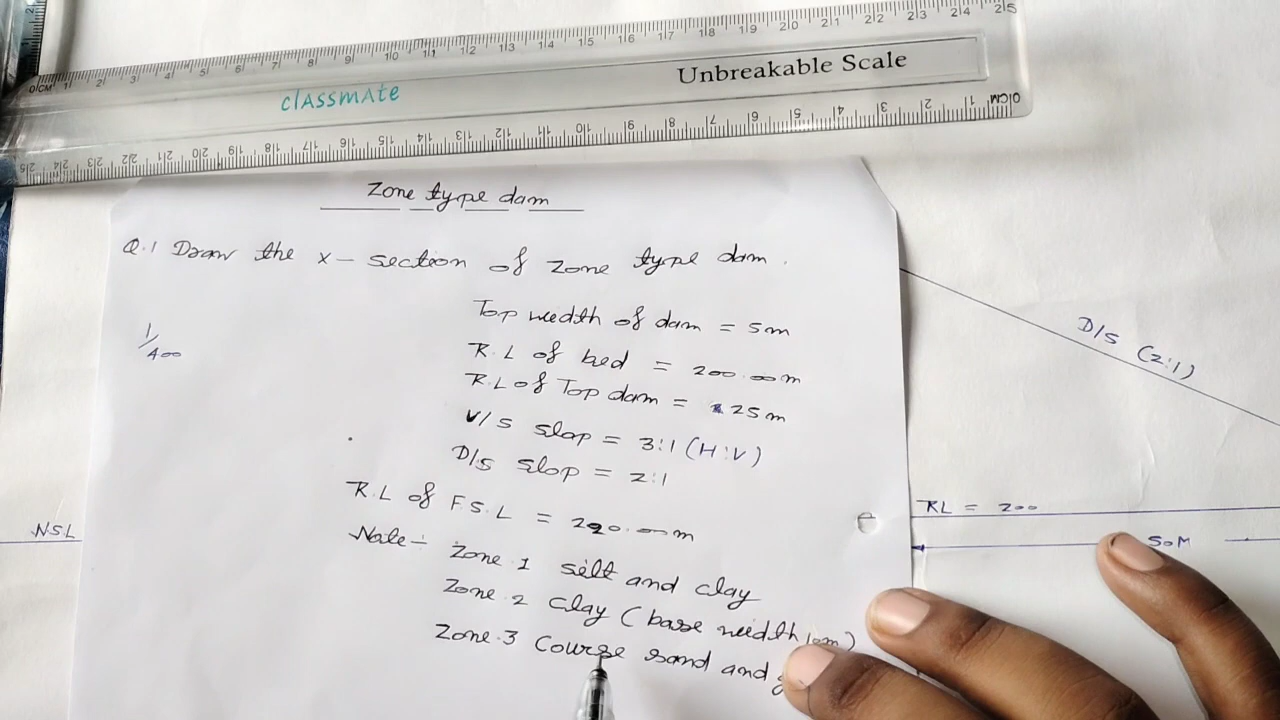 classmate
Unbreakable Scale
Zone type dam
Q.1 Draw the x-section of zone type dam.
1/400
Top width of dam = 5m
R.L of bed = 200.00m
R.L of Top dam = 25m
U/s slop = 3:1 (H:V)
D/s slop = 2:1
R.L of F.S.L = 220.00m
Note:- Zone.1 silt and clay
Zone.2 clay (base width 10m)
Zone.3 Course sand and
D/s (2:1)
N.S.L
RL = 200
50M